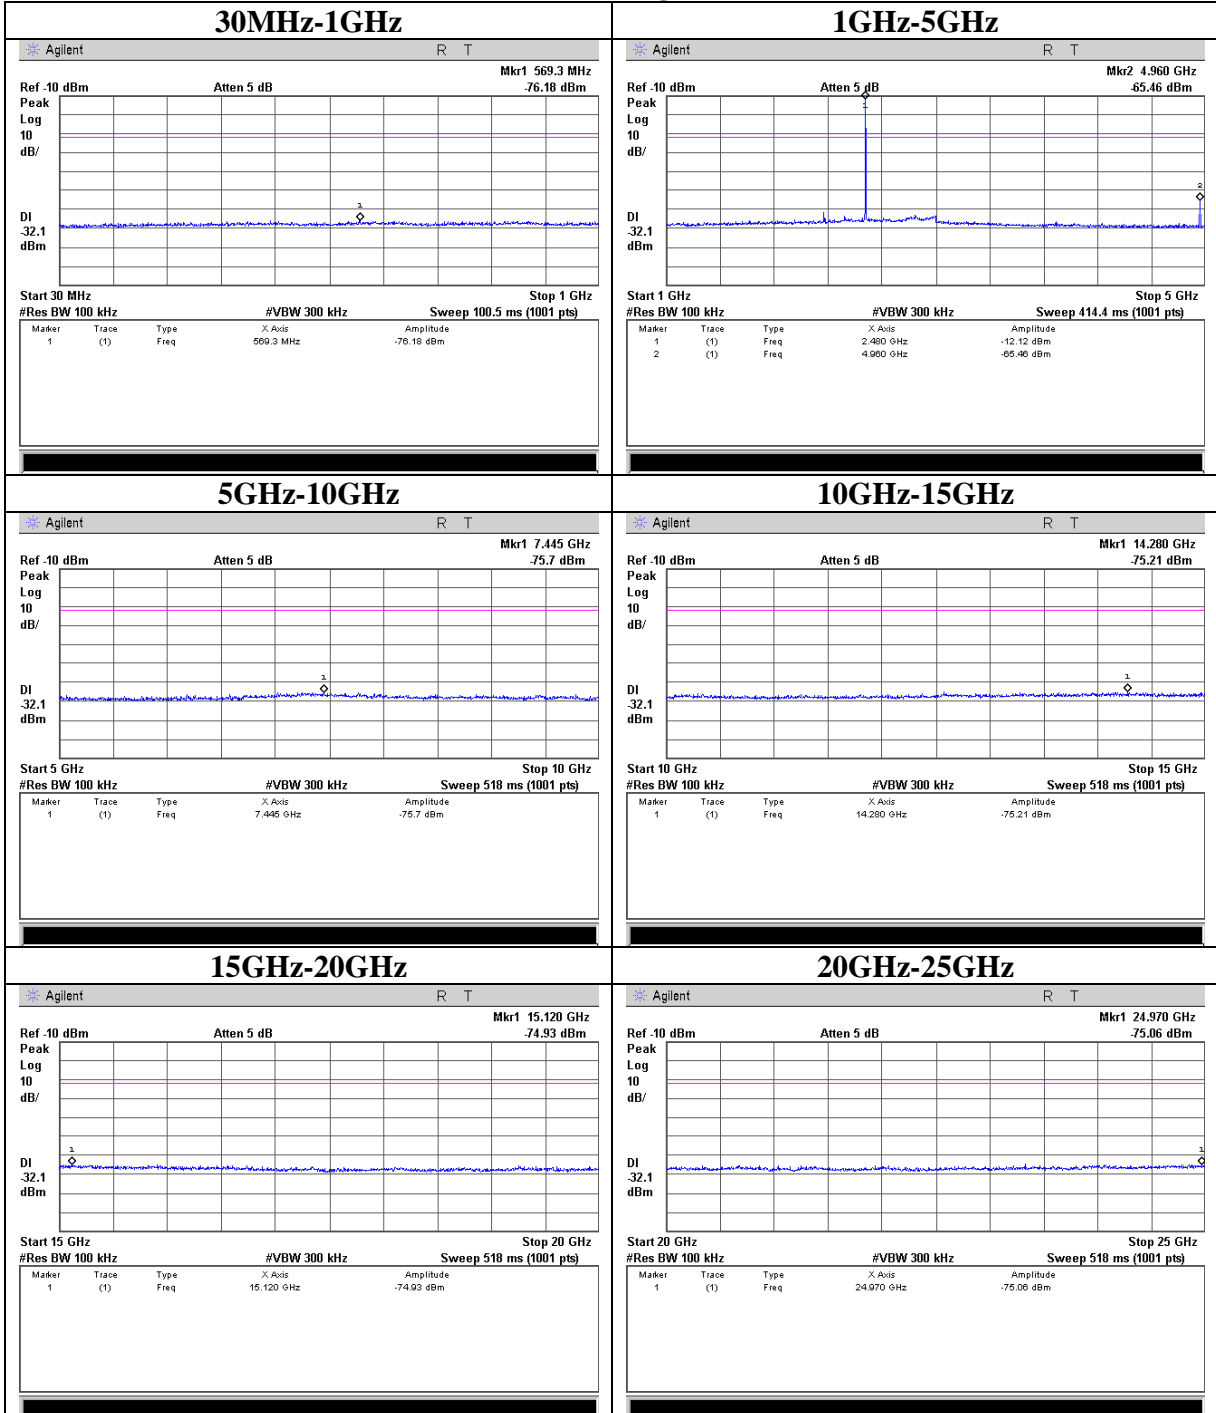 30MHz-1GHz
Agilent R T
Mkr1 569.3 MHz
Ref -10 dBm Atten 5 dB -76.18 dBm
Peak
Log
10
dB/
1
DI
-32.1
dBm
Start 30 MHz Stop 1 GHz
#Res BW 100 kHz #VBW 300 kHz Sweep 100.5 ms (1001 pts)
Marker Trace Type X Axis Amplitude
1 (1) Freq 569.3 MHz -76.18 dBm
1GHz-5GHz
Agilent R T
Mkr2 4.960 GHz
Ref -10 dBm Atten 5 dB -65.46 dBm
Peak
Log
10
dB/
1
2
DI
-32.1
dBm
Start 1 GHz Stop 5 GHz
#Res BW 100 kHz #VBW 300 kHz Sweep 414.4 ms (1001 pts)
Marker Trace Type X Axis Amplitude
1 (1) Freq 2.480 GHz -12.12 dBm
2 (1) Freq 4.960 GHz -65.46 dBm
5GHz-10GHz
Agilent R T
Mkr1 7.445 GHz
Ref -10 dBm Atten 5 dB -75.7 dBm
Peak
Log
10
dB/
1
DI
-32.1
dBm
Start 5 GHz Stop 10 GHz
#Res BW 100 kHz #VBW 300 kHz Sweep 518 ms (1001 pts)
Marker Trace Type X Axis Amplitude
1 (1) Freq 7.445 GHz -75.7 dBm
10GHz-15GHz
Agilent R T
Mkr1 14.280 GHz
Ref -10 dBm Atten 5 dB -75.21 dBm
Peak
Log
10
dB/
1
DI
-32.1
dBm
Start 10 GHz Stop 15 GHz
#Res BW 100 kHz #VBW 300 kHz Sweep 518 ms (1001 pts)
Marker Trace Type X Axis Amplitude
1 (1) Freq 14.280 GHz -75.21 dBm
15GHz-20GHz
Agilent R T
Mkr1 15.120 GHz
Ref -10 dBm Atten 5 dB -74.93 dBm
Peak
Log
10
dB/
1
DI
-32.1
dBm
Start 15 GHz Stop 20 GHz
#Res BW 100 kHz #VBW 300 kHz Sweep 518 ms (1001 pts)
Marker Trace Type X Axis Amplitude
1 (1) Freq 15.120 GHz -74.93 dBm
20GHz-25GHz
Agilent R T
Mkr1 24.970 GHz
Ref -10 dBm Atten 5 dB -75.06 dBm
Peak
Log
10
dB/
1
DI
-32.1
dBm
Start 20 GHz Stop 25 GHz
#Res BW 100 kHz #VBW 300 kHz Sweep 518 ms (1001 pts)
Marker Trace Type X Axis Amplitude
1 (1) Freq 24.970 GHz -75.06 dBm